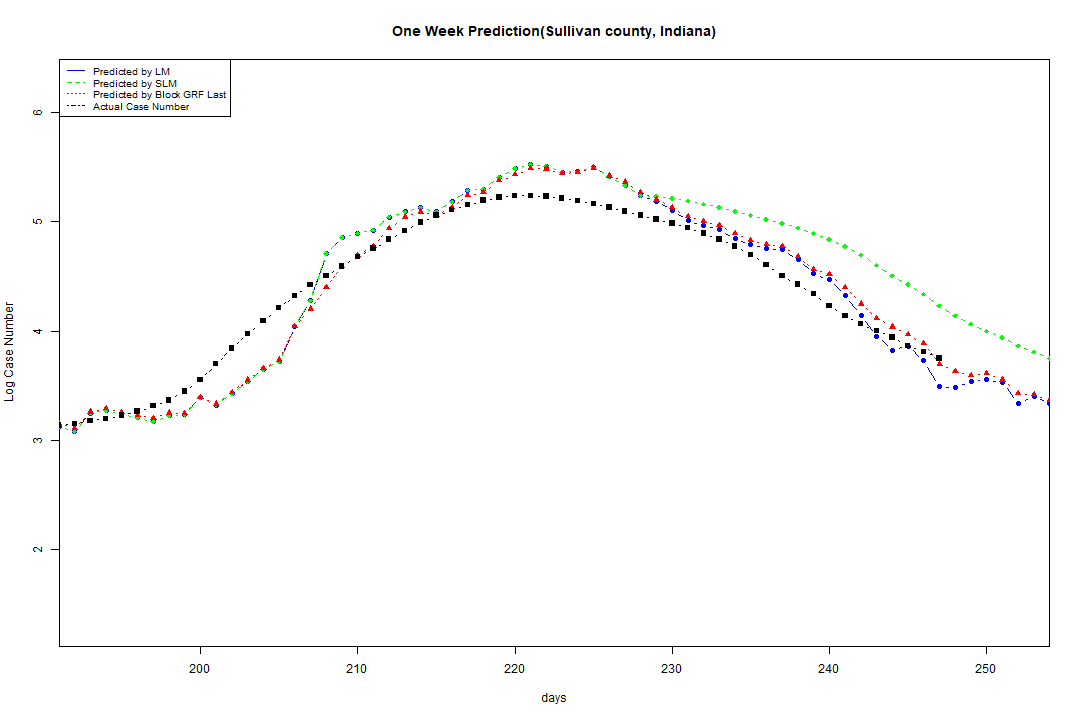 One Week Prediction(Sullivan county, Indiana)
Predicted by LM
Predicted by SLM
Predicted by Block GRF Last
Actual Case Number
6
5
4
3
2
Log Case Number
200
210
220
230
240
250
days